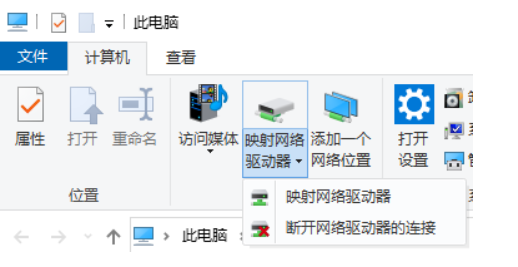 此电脑
文件 计算机 查看
属性 打开 重命名 访问媒体 映射网络驱动器 添加一个网络位置 打开设置
位置
映射网络驱动器
断开网络驱动器的连接
此电脑